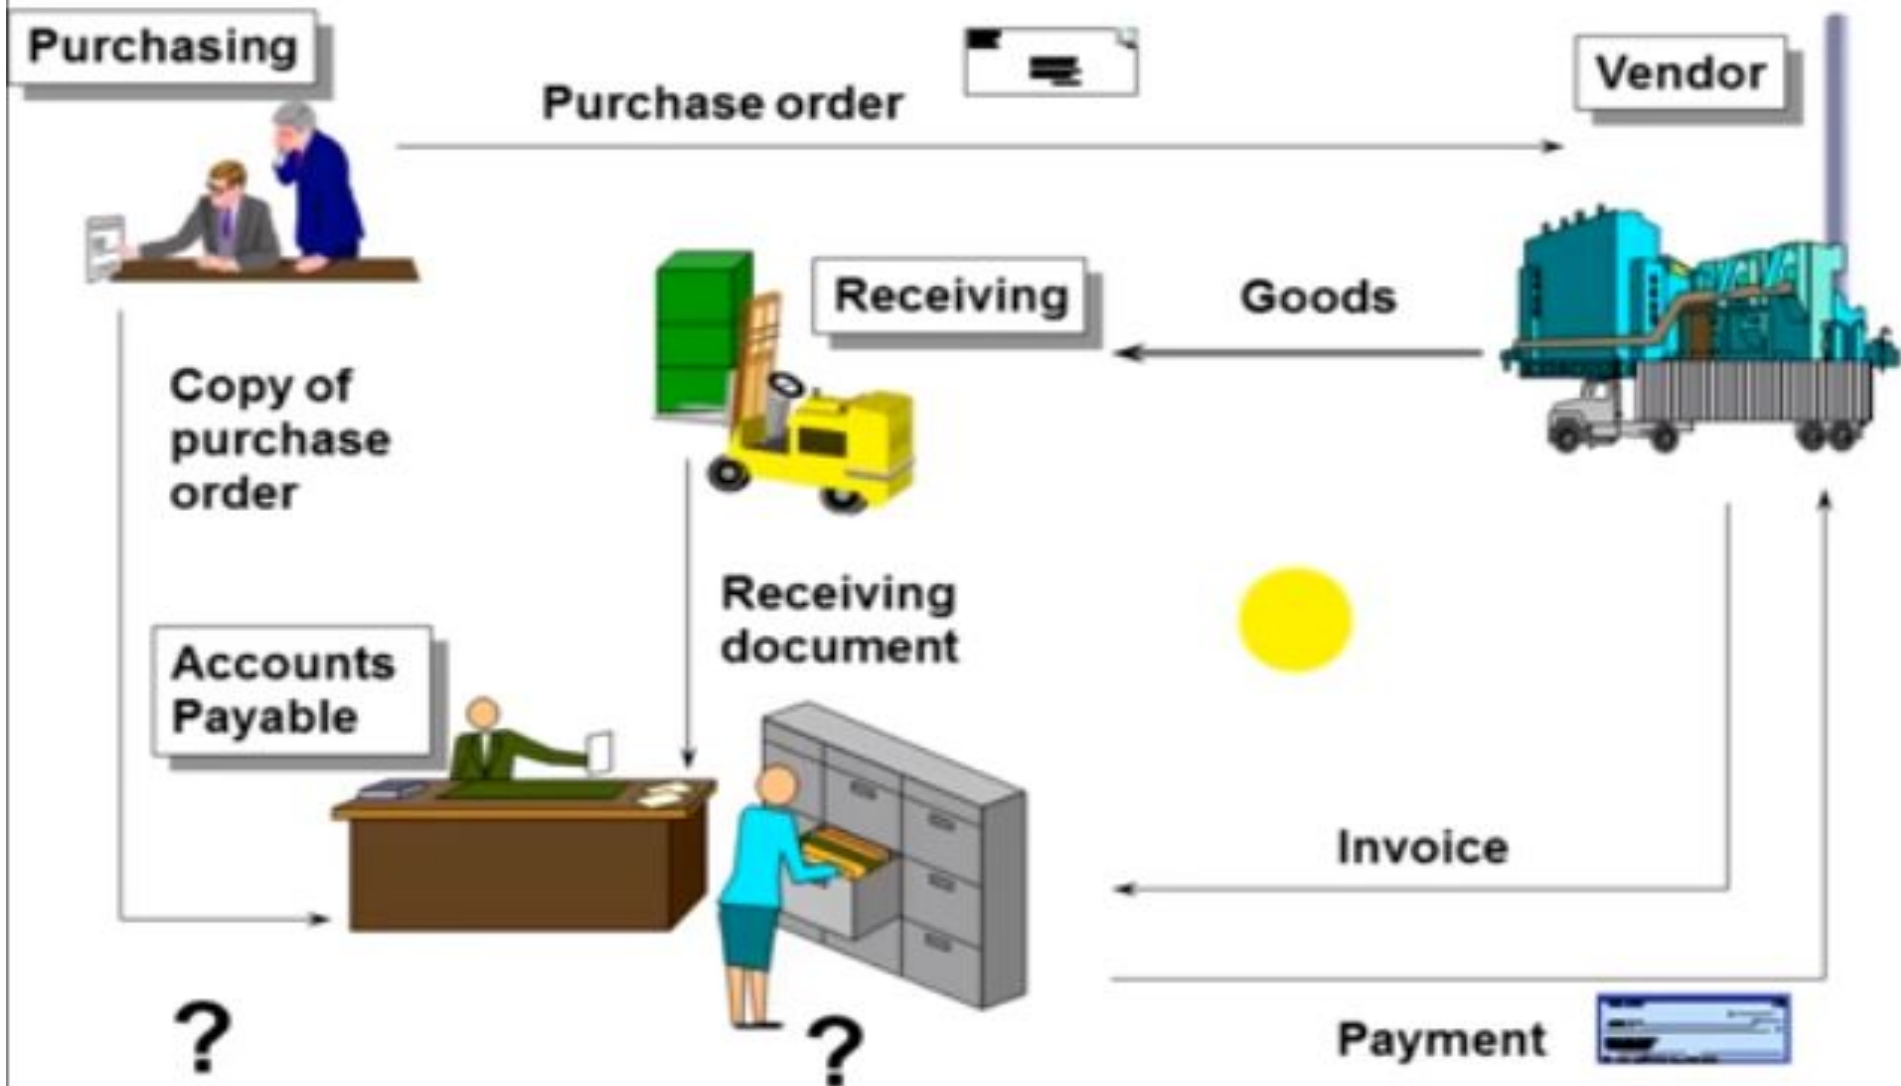 Purchasing
Purchase order
Vendor
Receiving
Goods
Copy of
purchase
order
Receiving
document
Accounts
Payable
Invoice
Payment
?
?